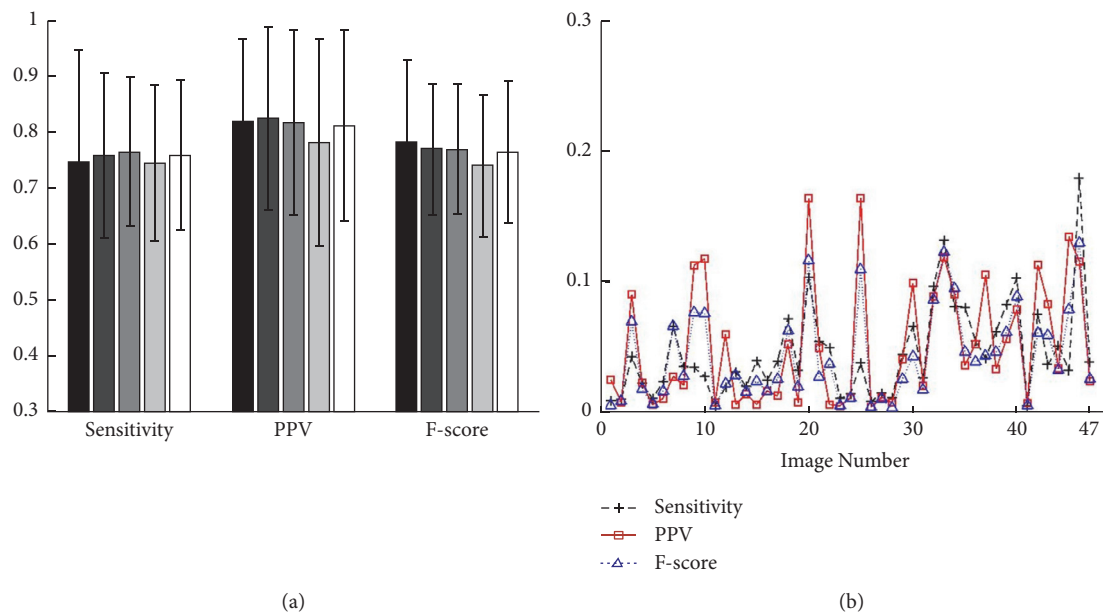 1
0.9
0.8
0.7
0.6
0.5
0.4
0.3
Sensitivity PPV F-score
(a)
0.3
0.2
0.1
0
0 10 20 30 40 47
Image Number
Sensitivity
PPV
F-score
(b)